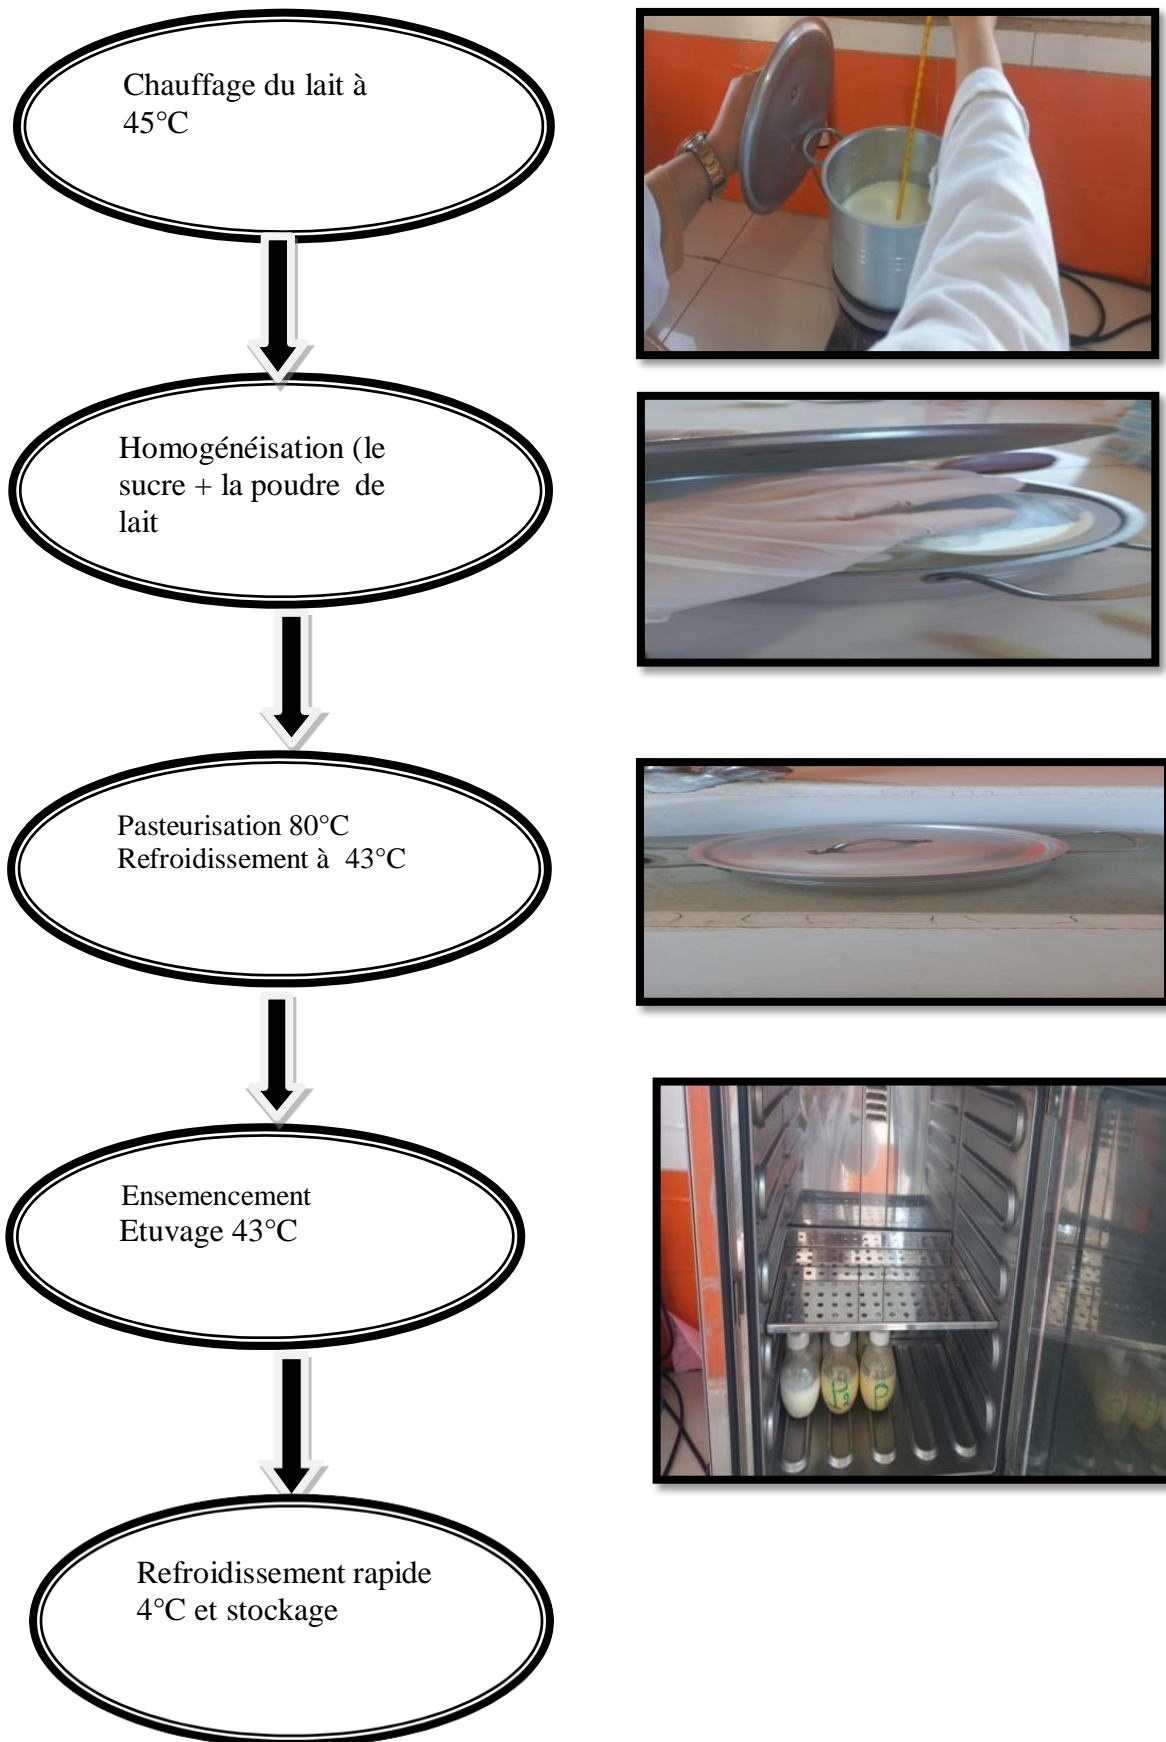 Chauffage du lait à
45°C
Homogénéisation (le
sucre + la poudre de
lait
Pasteurisation 80°C
Refroidissement à 43°C
Ensemencement
Etuvage 43°C
P2
P
Refroidissement rapide
4°C et stockage